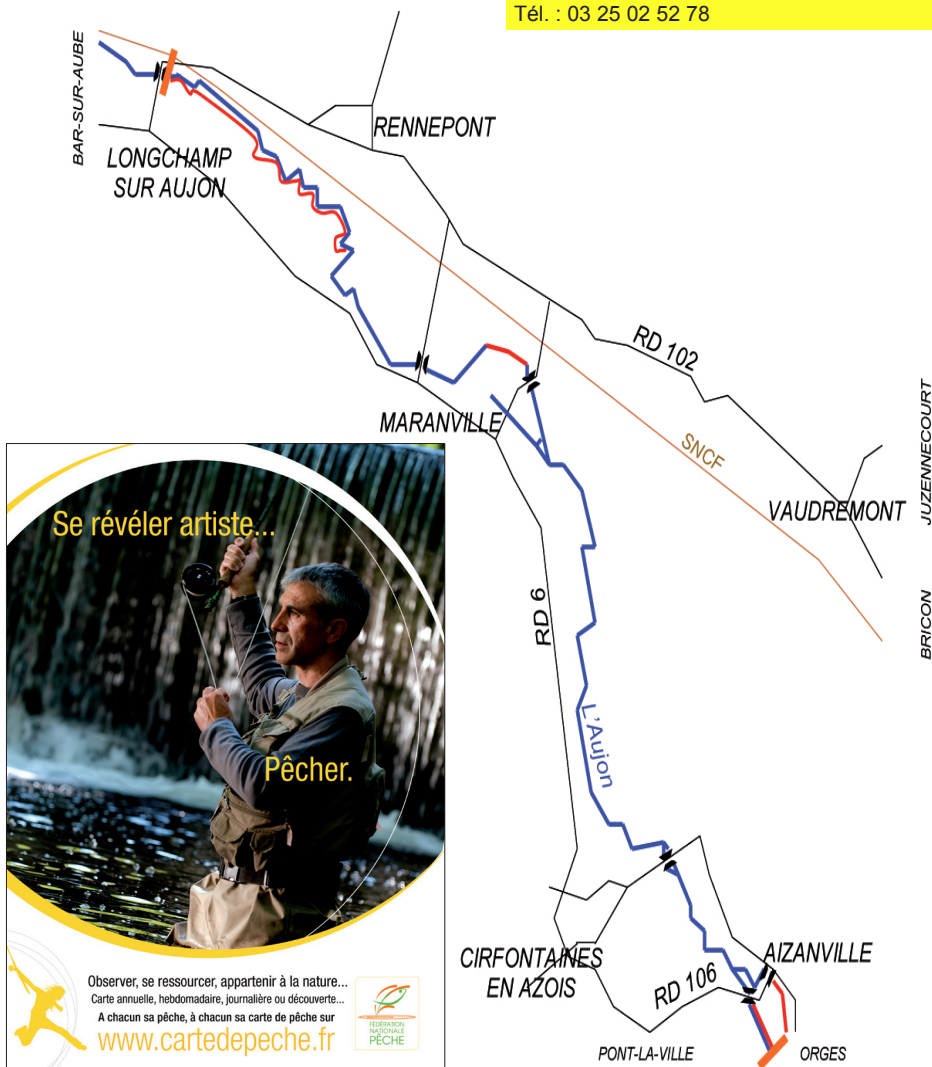 Tél. : 03 25 02 52 78
BAR-SUR-AUBE
RENNEPONT
LONGCHAMP
SUR AUJON
RD 102
MARANVILLE
SNCF
JUZENNECOURT
VAUDREMONT
BRICON
RD 6
L'Aujon
Se révéler artiste...
Pêcher.
CIRFONTAINES
EN AZOIS
AIZANVILLE
RD 106
PONT-LA-VILLE
ORGES
Observer, se ressourcer, appartenir à la nature...
Carte annuelle, hebdomadaire, journalière ou découverte...
A chacun sa pêche, à chacun sa carte de pêche sur
www.cartedepeche.fr
FÉDÉRATION
NATIONALE
PÊCHE